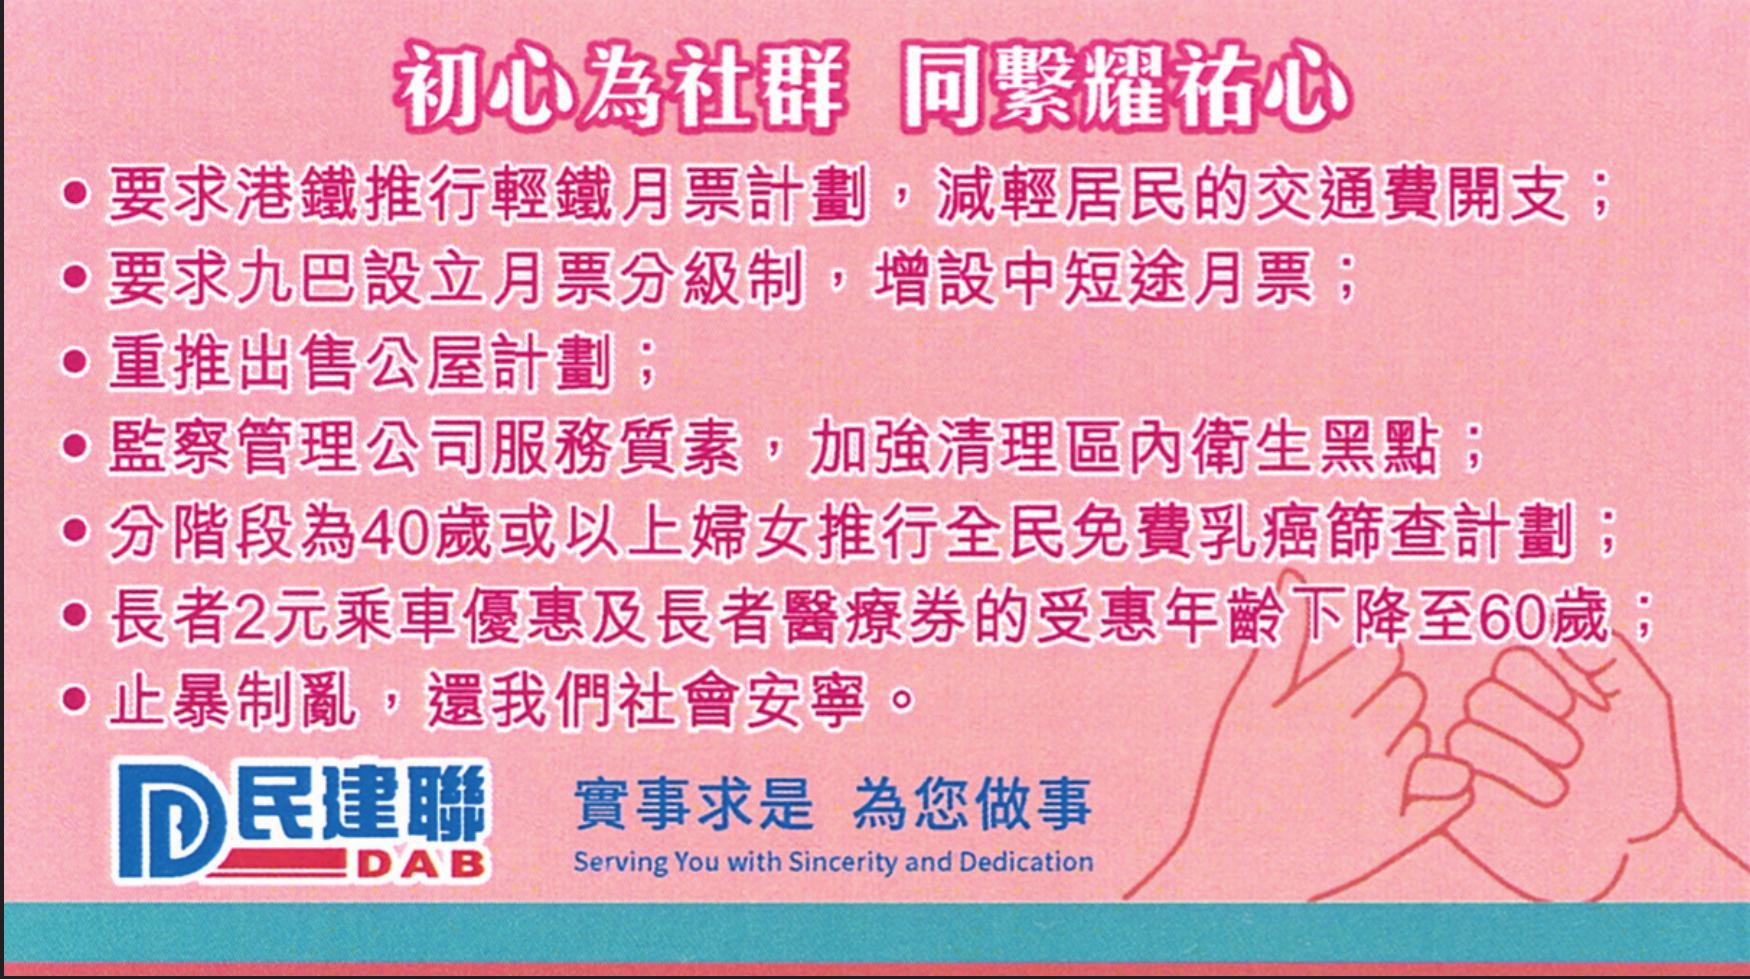 初心為社群 同繫耀祐心
• 要求港鐵推行輕鐵月票計劃，減輕居民的交通費開支；
• 要求九巴設立月票分級制，增設中短途月票；
• 重推出售公屋計劃；
• 監察管理公司服務質素，加強清理區內衛生黑點；
• 分階段為40歲或以上婦女推行全民免費乳癌篩查計劃；
• 長者2元乘車優惠及長者醫療券的受惠年齡下降至60歲；
• 止暴制亂，還我們社會安寧。
民建聯
DAB
實事求是 為您做事
Serving You with Sincerity and Dedication